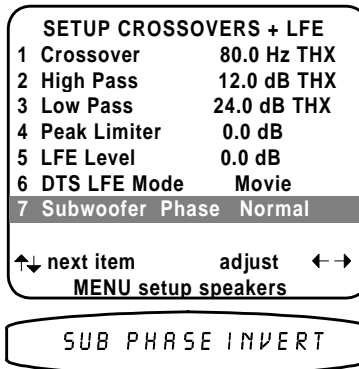 SETUP CROSSOVERS + LFE
1 Crossover 80.0 Hz THX
2 High Pass 12.0 dB THX
3 Low Pass 24.0 dB THX
4 Peak Limiter 0.0 dB
5 LFE Level 0.0 dB
6 DTS LFE Mode Movie
7 Subwoofer Phase Normal
↑↓ next item adjust ←→
MENU setup speakers
SUB PHASE INVERT